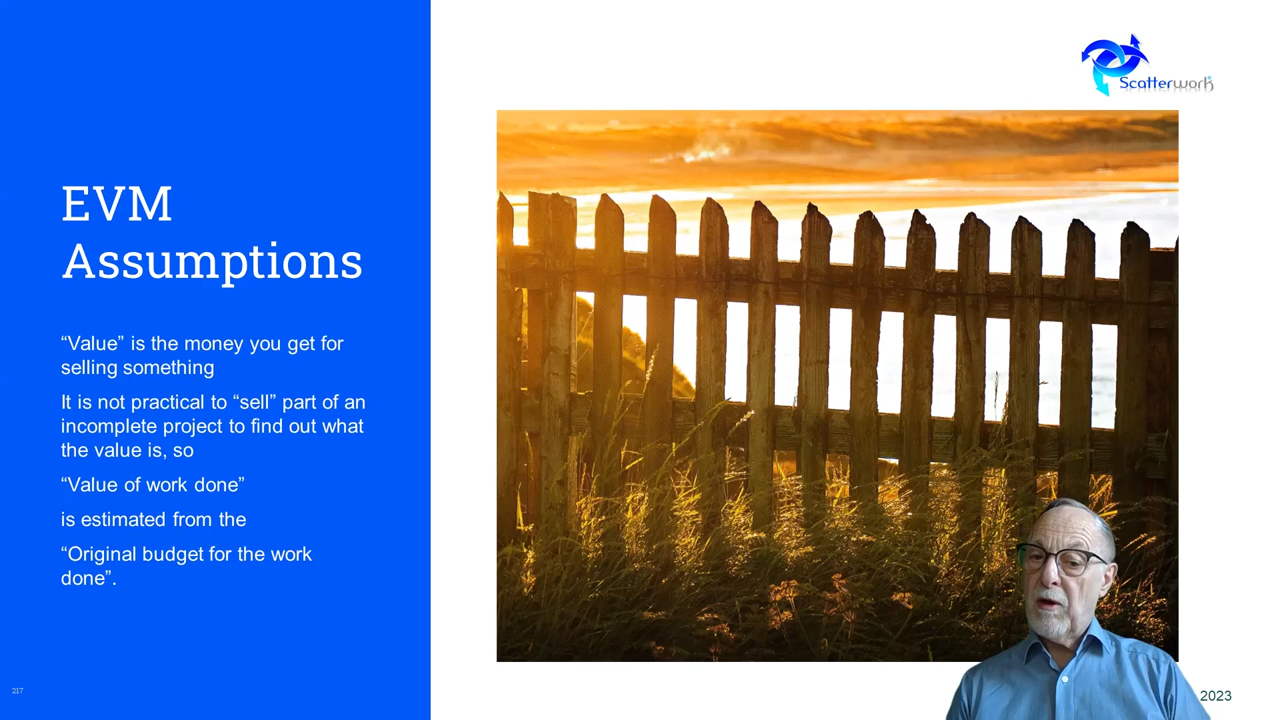 Scatterwork
EVM
Assumptions
“Value” is the money you get for
selling something
It is not practical to “sell” part of an
incomplete project to find out what
the value is, so
“Value of work done”
is estimated from the
“Original budget for the work
done”.
217
2023